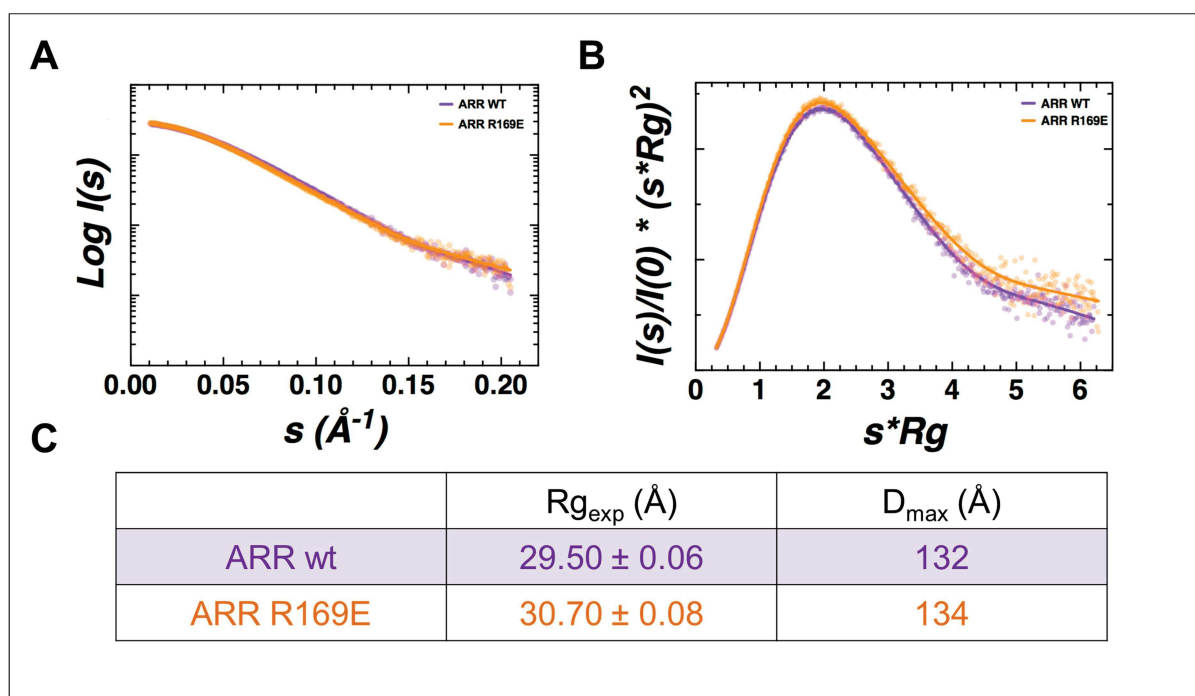 A
Log I(s)
ARR WT
ARR R169E
0.00 0.05 0.10 0.15 0.20
s (Å⁻¹)
B
I(s)/I(0) * (s*Rg)²
ARR WT
ARR R169E
0 1 2 3 4 5 6
s*Rg
C
Rgexp (Å) Dmax (Å)
ARR wt 29.50 ± 0.06 132
ARR R169E 30.70 ± 0.08 134